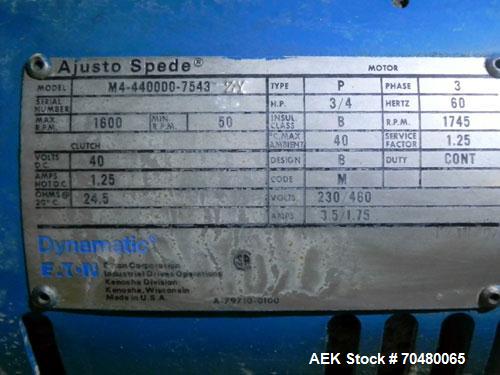 Ajusto Spede®
MOTOR
MODEL M4-440000-7543 TYPE P PHASE 3
SERIAL NUMBER H.P. 3/4 HERTZ 60
MAX. R.P.M. 1600 MIN. R.P.M. 50 INSUL. CLASS B R.P.M. 1745
CLUTCH °C.MAX AMBIENT 40 SERVICE FACTOR 1.25
VOLTS D.C. 40 DESIGN B DUTY CONT
AMPS HOT D.C. 1.25 CODE M
OHMS@ 20° C. 24.5 VOLTS 230/460
AMPS 3.5/1.75
Dynamatic®
EATON Eaton Corporation
Industrial Drives Operations
Kenosha Division
Kenosha, Wisconsin
Made in U.S.A.
A-79710-0100
AEK Stock # 70480065